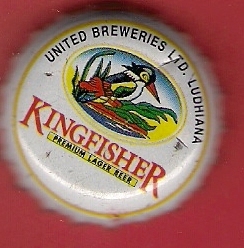 UNITED BREWERIES LTD. LUDHIANA
KINGFISHER
PREMIUM LAGER BEER